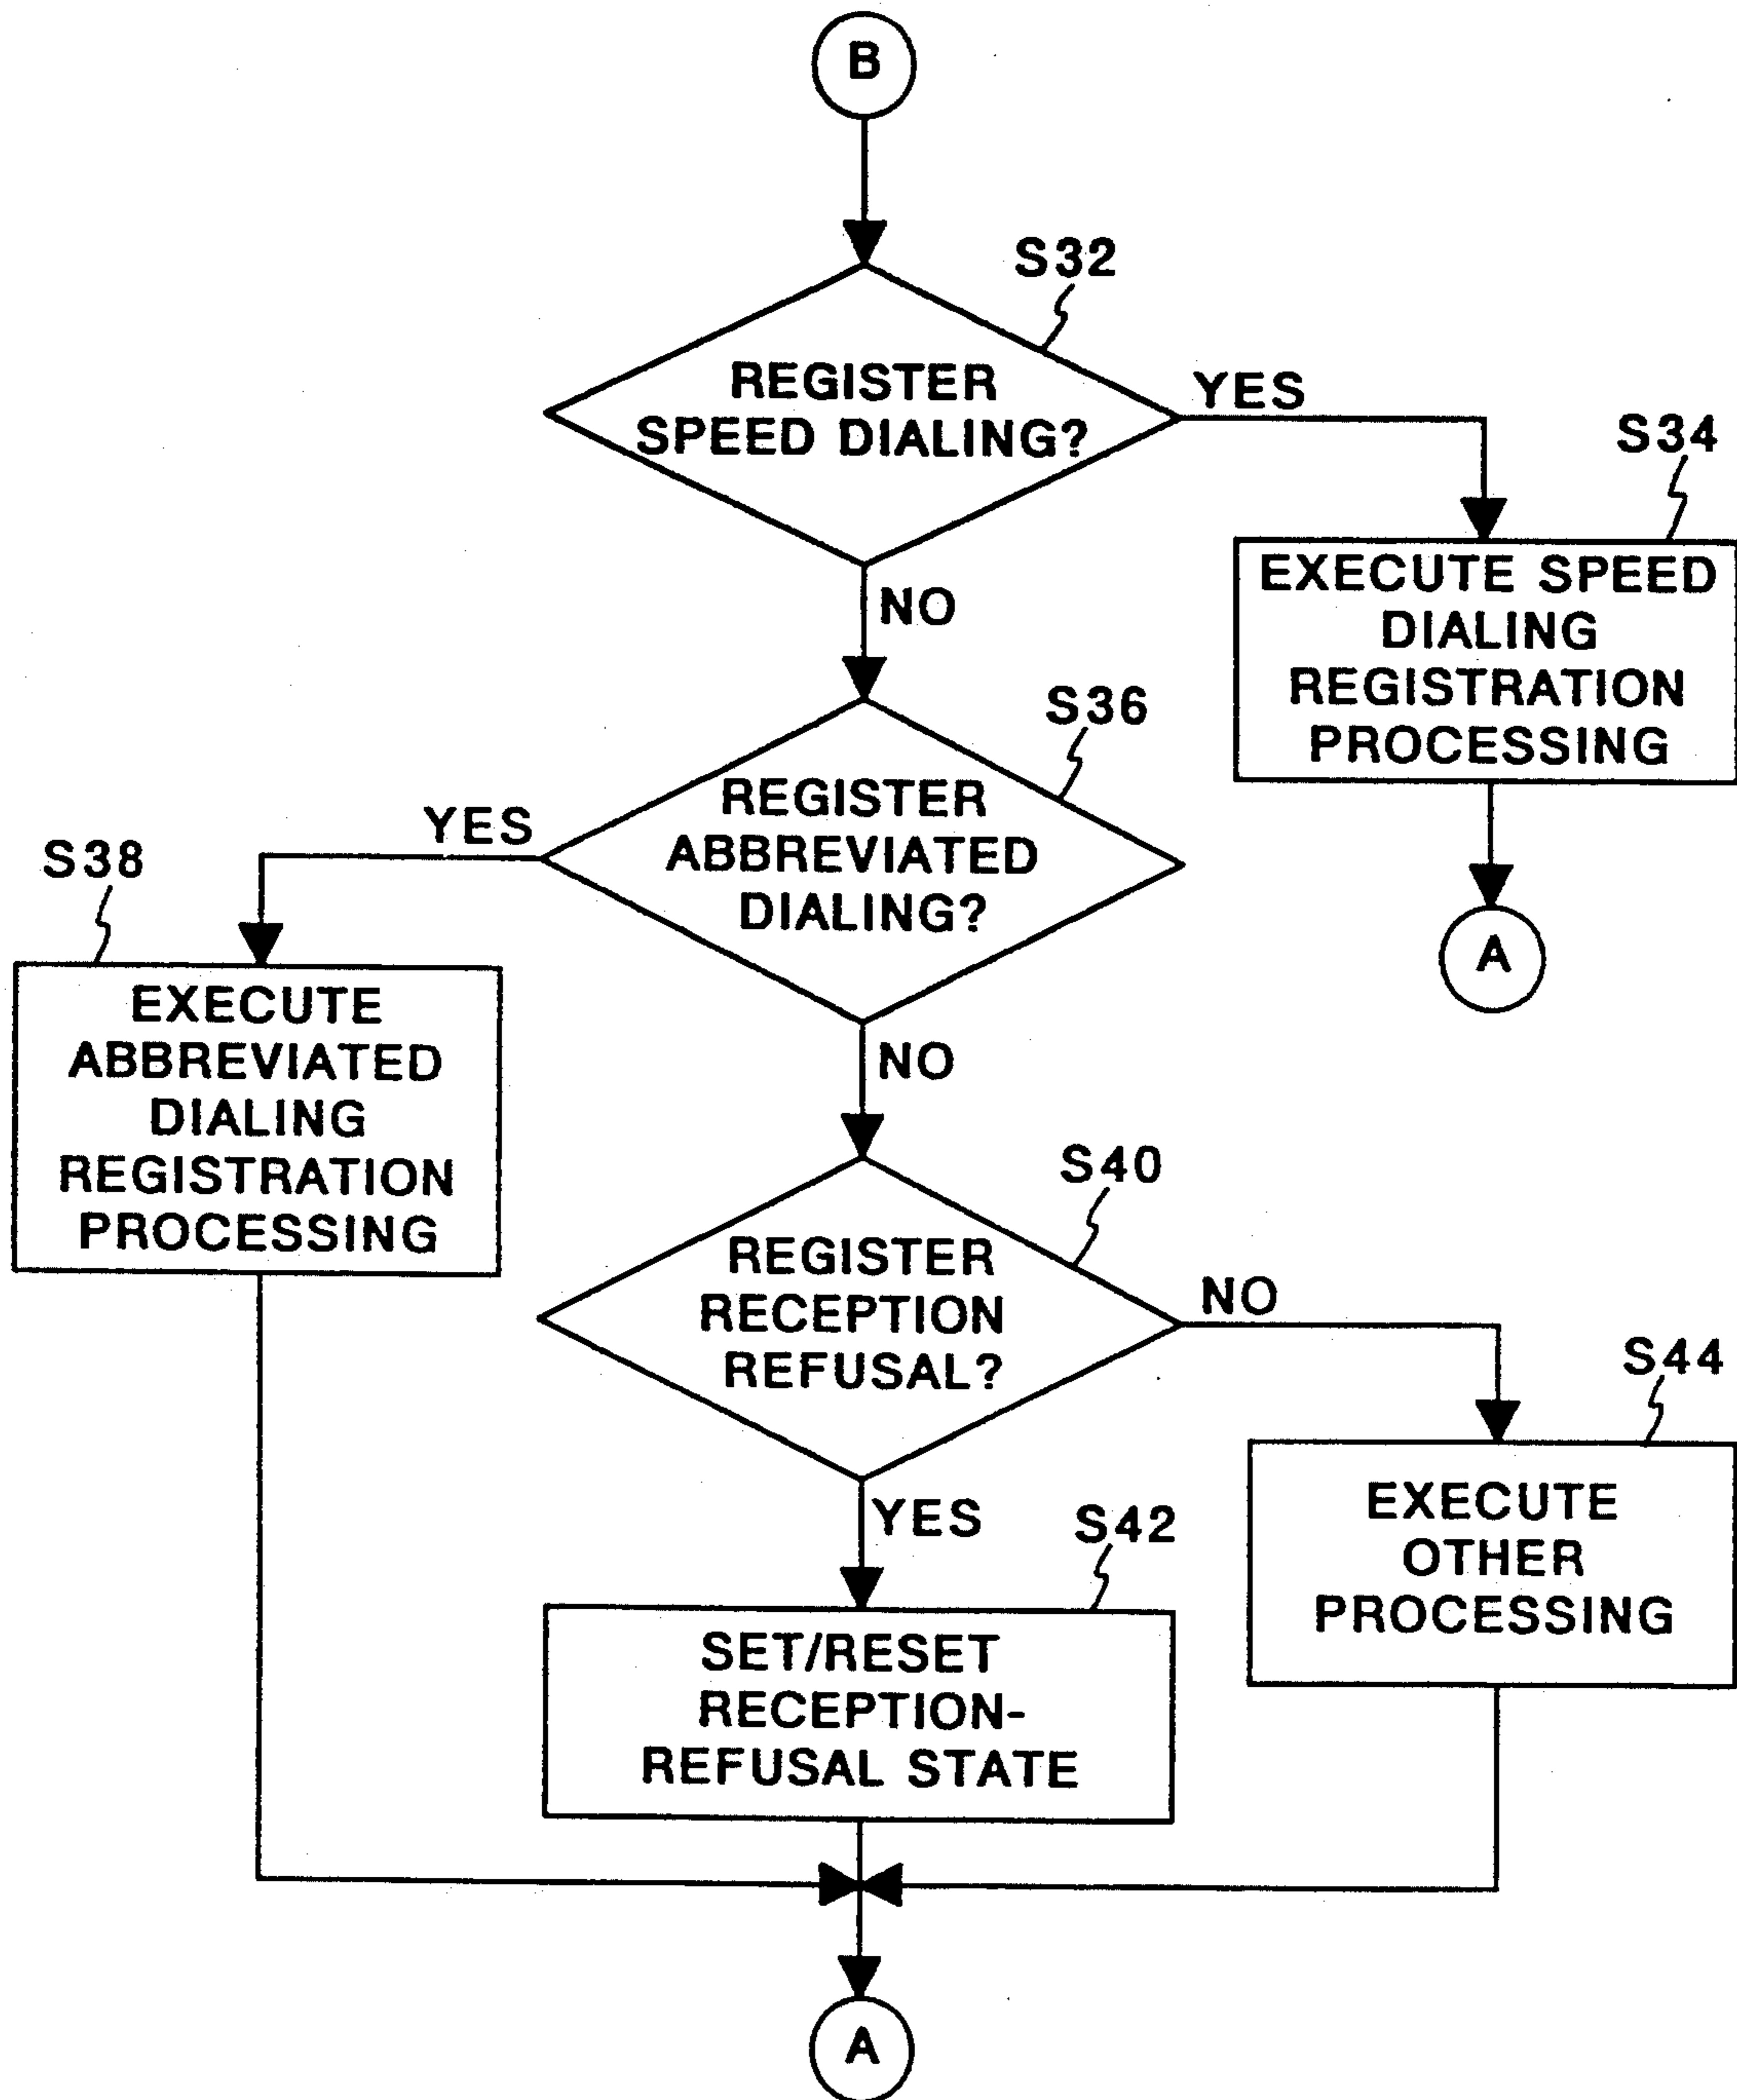 B
S32
REGISTER
SPEED DIALING?
YES
S34
EXECUTE SPEED
DIALING
REGISTRATION
PROCESSING
A
NO
S36
REGISTER
ABBREVIATED
DIALING?
YES
S38
EXECUTE
ABBREVIATED
DIALING
REGISTRATION
PROCESSING
NO
S40
REGISTER
RECEPTION
REFUSAL?
NO
S44
EXECUTE
OTHER
PROCESSING
YES
S42
SET/RESET
RECEPTION-
REFUSAL STATE
A